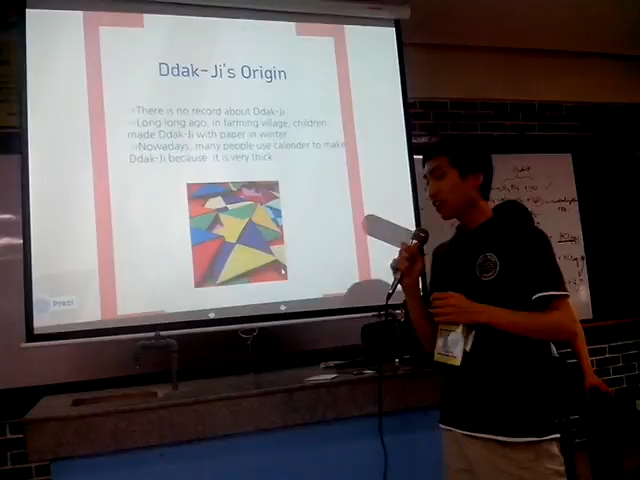 Ddak-Ji's Origin
There is no record about Ddak-Ji.
Long long ago, in farming village, children
made Ddak-Ji with paper in winter.
Nowadays, many people use calender to make
Ddak-Ji because it is very thick
Prezi